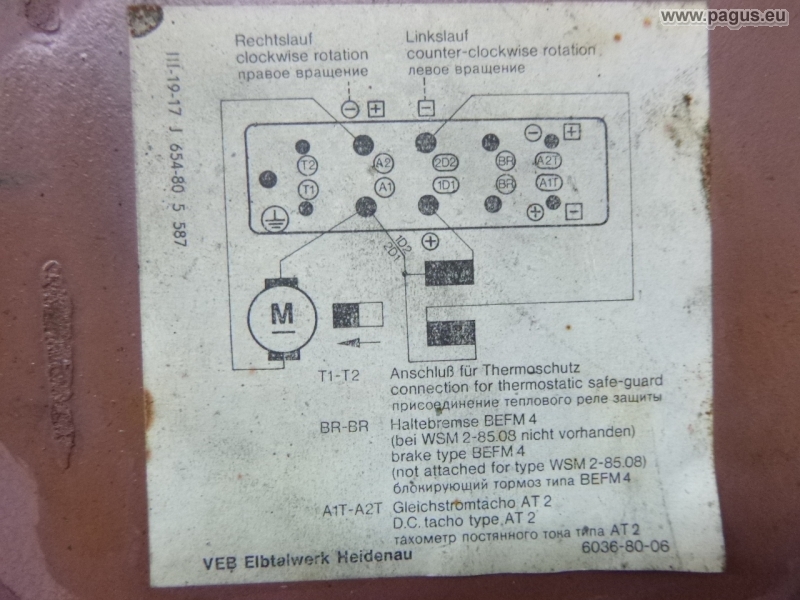 www.pagus.eu
III-19-17 J 654-80 5 587
Rechtslauf
clockwise rotation
правое вращение
Linkslauf
counter-clockwise rotation
левое вращение
− + −
T2 A2 2D2 BR A2T − +
T1 A1 1D1 BR A1T + −
+
1D2
2D1
M
T1-T2 Anschluß für Thermoschutz
connection for thermostatic safe-guard
присоединение теплового реле защиты
BR-BR Haltebremse BEFM 4
(bei WSM 2-85.08 nicht vorhanden)
brake type BEFM 4
(not attached for type WSM 2-85.08)
блокирующий тормоз типа BEFM 4
A1T-A2T Gleichstromtacho AT 2
D.C. tacho type AT 2
тахометр постоянного тока типа AT 2
6036-80-06
VEB Elbtalwerk Heidenau